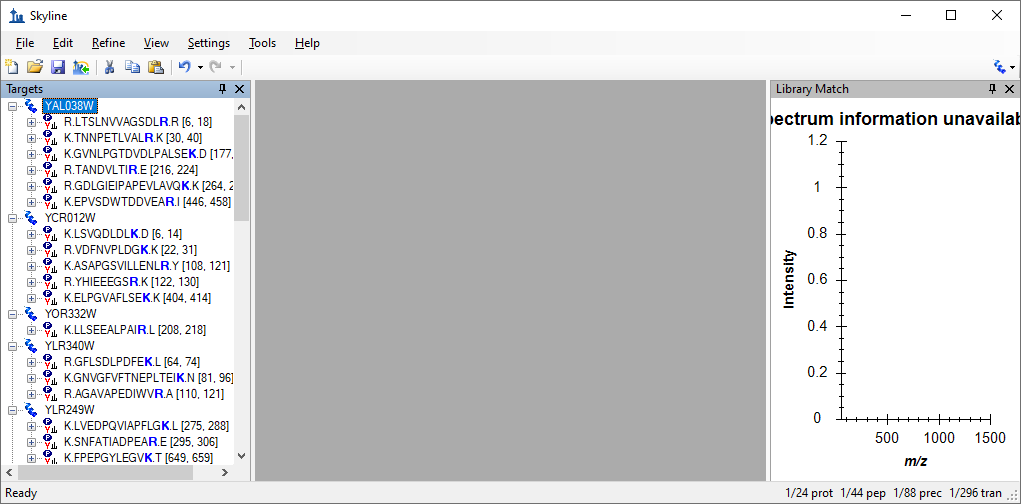 Skyline
File Edit Refine View Settings Tools Help
Targets
YAL038W
R.LTSLNVVAGSDLR.R [6, 18]
K.TNNPETLVALR.K [30, 40]
K.GVNLPGTDVDLPALSEK.D [177,
R.TANDVLTIR.E [216, 224]
R.GDLGIEIPAPEVLAVQK.K [264, 2
K.EPVSDWTDDVEAR.I [446, 458]
YCR012W
K.LSVQDLDLK.D [6, 14]
R.VDFNVPLDGK.K [22, 31]
K.ASAPGSVILLENLR.Y [108, 121]
R.YHIEEEGSR.K [122, 130]
K.ELPGVAFLSEK.K [404, 414]
YOR332W
K.LLSEEALPAIR.L [208, 218]
YLR340W
R.GFLSDLPDFEK.L [64, 74]
K.GNVGFVFTNEPLTEIK.N [81, 96]
R.AGAVAPEDIWVR.A [110, 121]
YLR249W
K.LVEDPQVIAPFLGK.L [275, 288]
K.SNFATIADPEAR.E [295, 306]
K.FPEPGYLEGVK.T [649, 659]
Library Match
pectrum information unavailab
1.2
1
0.8
0.6
0.4
0.2
0
Intensity
500 1000 1500
m/z
Ready
1/24 prot 1/44 pep 1/88 prec 1/296 tran